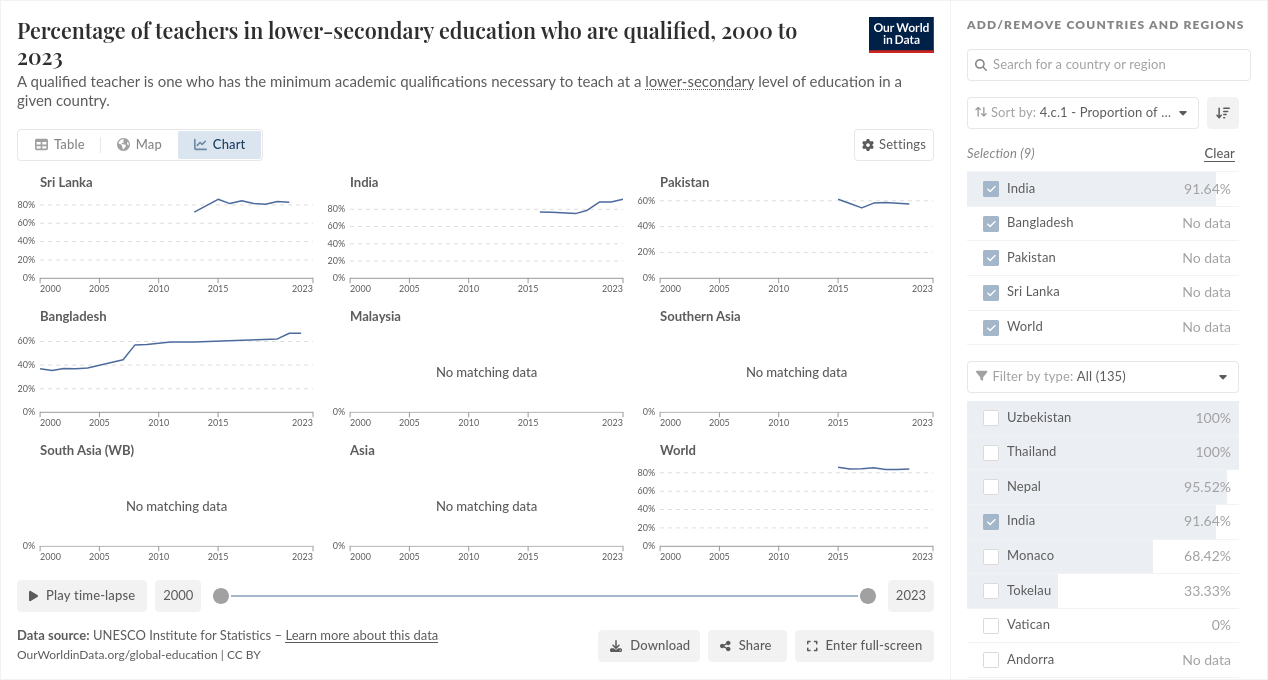 Percentage of teachers in lower-secondary education who are qualified, 2000 to
2023
Our World
in Data
A qualified teacher is one who has the minimum academic qualifications necessary to teach at a lower-secondary level of education in a
given country.
Table
Map
Chart
Settings
Sri Lanka
80%
60%
40%
20%
0%
2000 2005 2010 2015 2023
India
80%
60%
40%
20%
0%
2000 2005 2010 2015 2023
Pakistan
60%
40%
20%
0%
2000 2005 2010 2015 2023
Bangladesh
60%
40%
20%
0%
2000 2005 2010 2015 2023
Malaysia
No matching data
0%
2000 2005 2010 2015 2023
Southern Asia
No matching data
0%
2000 2005 2010 2015 2023
South Asia (WB)
No matching data
0%
2000 2005 2010 2015 2023
Asia
No matching data
0%
2000 2005 2010 2015 2023
World
80%
60%
40%
20%
0%
2000 2005 2010 2015 2023
Play time-lapse
2000
2023
Data source: UNESCO Institute for Statistics – Learn more about this data
OurWorldinData.org/global-education | CC BY
Download
Share
Enter full-screen
ADD/REMOVE COUNTRIES AND REGIONS
Search for a country or region
Sort by: 4.c.1 - Proportion of ...
Selection (9)
Clear
India 91.64%
Bangladesh No data
Pakistan No data
Sri Lanka No data
World No data
Filter by type: All (135)
Uzbekistan 100%
Thailand 100%
Nepal 95.52%
India 91.64%
Monaco 68.42%
Tokelau 33.33%
Vatican 0%
Andorra No data